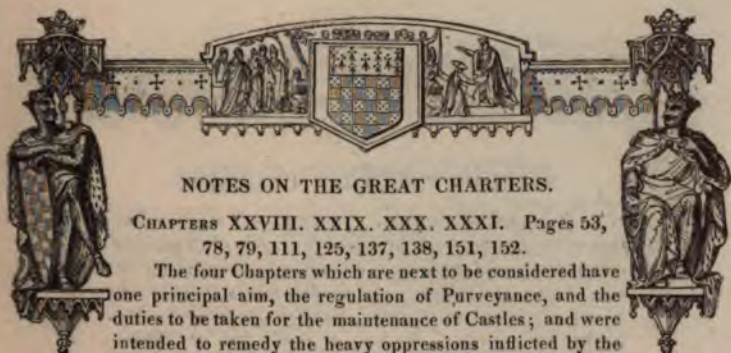 NOTES ON THE GREAT CHARTERS.
CHAPTERS XXVIII. XXIX. XXX. XXXI. Pages 53,
78, 79, 111, 125, 137, 138, 151, 152.
The four Chapters which are next to be considered have
one principal aim, the regulation of Purveyance, and the
duties to be taken for the maintenance of Castles; and were
intended to remedy the heavy oppressions inflicted by the